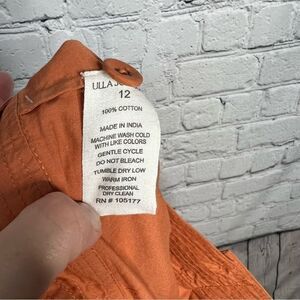 ULLA
12
100% COTTON
MADE IN INDIA
MACHINE WASH COLD
WITH LIKE COLORS
GENTLE CYCLE
DO NOT BLEACH
TUMBLE DRY LOW
WARM IRON
PROFESSIONAL
DRY CLEAN
RN # 105177